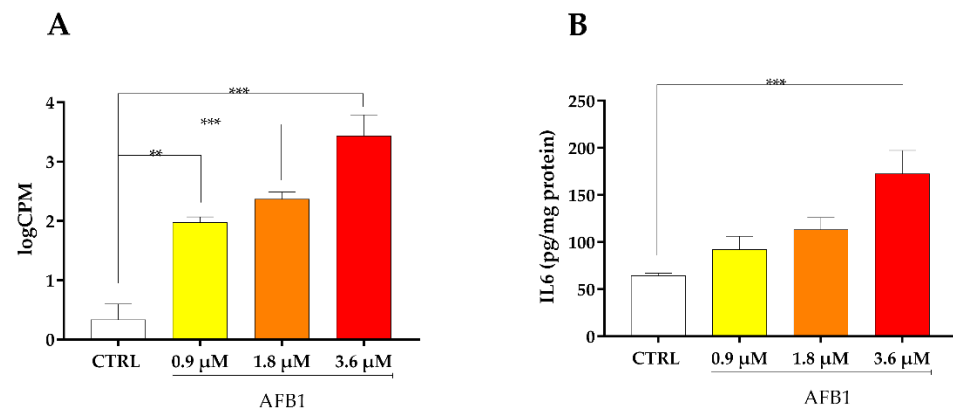 A
logCPM
4
3
2
1
0
***
***
**
CTRL 0.9 μM 1.8 μM 3.6 μM
AFB1
B
IL6 (pg/mg protein)
250
200
150
100
50
0
***
CTRL 0.9 μM 1.8 μM 3.6 μM
AFB1